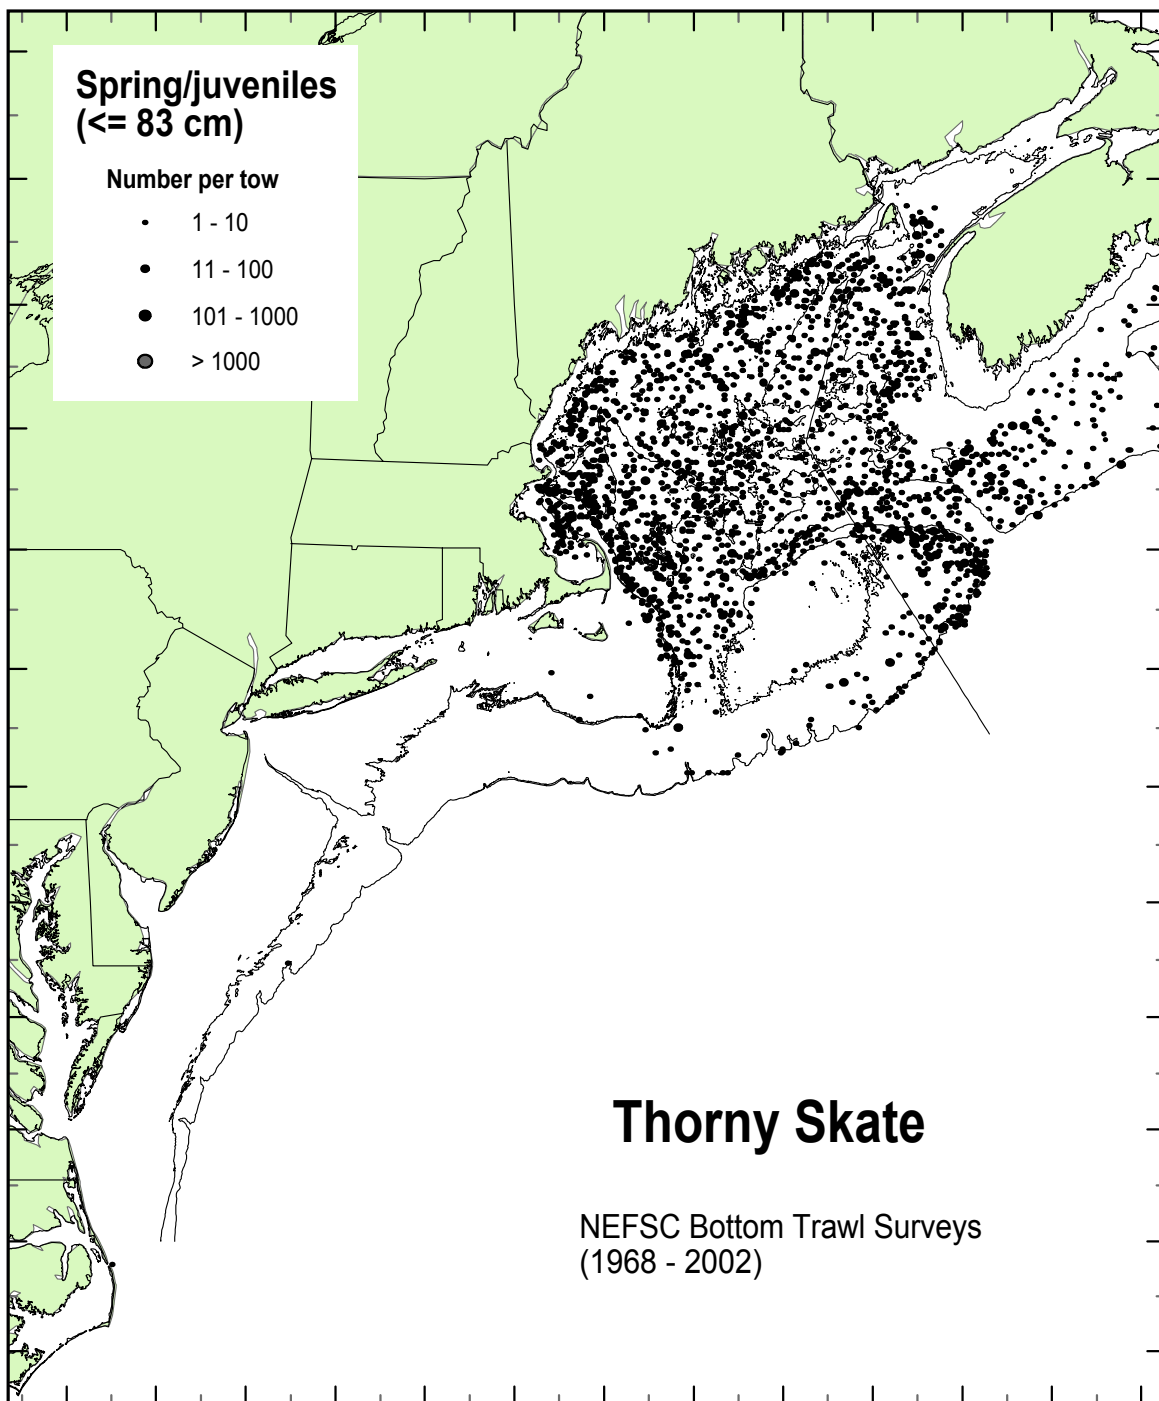 Spring/juveniles
(<= 83 cm)
Number per tow
1 - 10
11 - 100
101 - 1000
> 1000
Thorny Skate
NEFSC Bottom Trawl Surveys
(1968 - 2002)